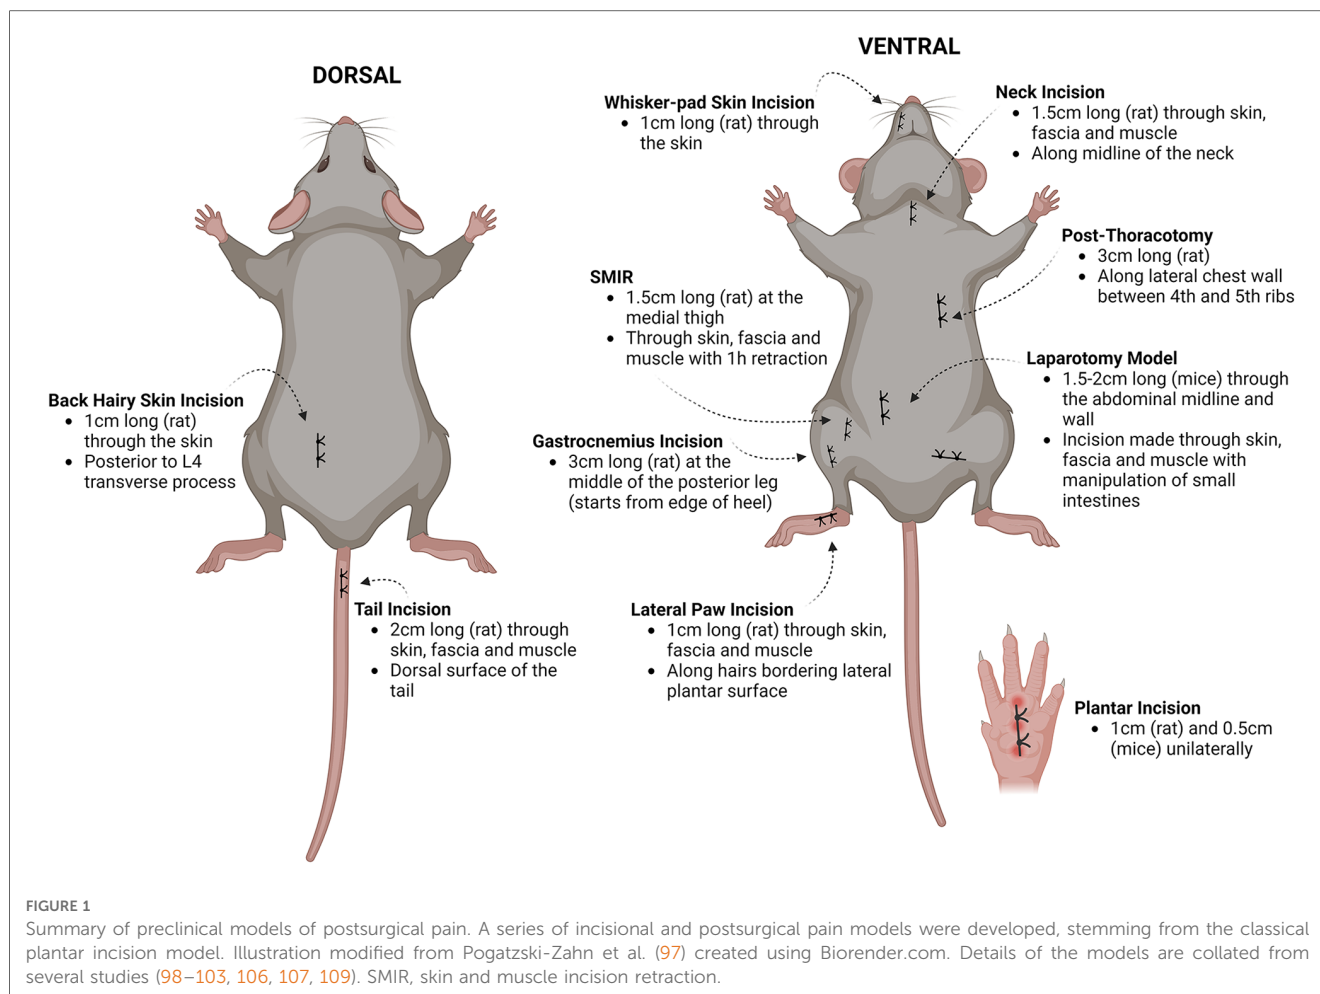 DORSAL
VENTRAL
Whisker-pad Skin Incision
• 1cm long (rat) through
the skin
Neck Incision
• 1.5cm long (rat) through skin,
fascia and muscle
• Along midline of the neck
Post-Thoracotomy
• 3cm long (rat)
• Along lateral chest wall
between 4th and 5th ribs
SMIR
• 1.5cm long (rat) at the
medial thigh
• Through skin, fascia and
muscle with 1h retraction
Laparotomy Model
• 1.5-2cm long (mice) through
the abdominal midline and
wall
• Incision made through skin,
fascia and muscle with
manipulation of small
intestines
Back Hairy Skin Incision
• 1cm long (rat)
through the skin
• Posterior to L4
transverse process
Gastrocnemius Incision
• 3cm long (rat) at the
middle of the posterior leg
(starts from edge of heel)
Tail Incision
• 2cm long (rat) through
skin, fascia and muscle
• Dorsal surface of the
tail
Lateral Paw Incision
• 1cm long (rat) through skin,
fascia and muscle
• Along hairs bordering lateral
plantar surface
Plantar Incision
• 1cm (rat) and 0.5cm
(mice) unilaterally
FIGURE 1
Summary of preclinical models of postsurgical pain. A series of incisional and postsurgical pain models were developed, stemming from the classical
plantar incision model. Illustration modified from Pogatzski-Zahn et al. (97) created using Biorender.com. Details of the models are collated from
several studies (98–103, 106, 107, 109). SMIR, skin and muscle incision retraction.